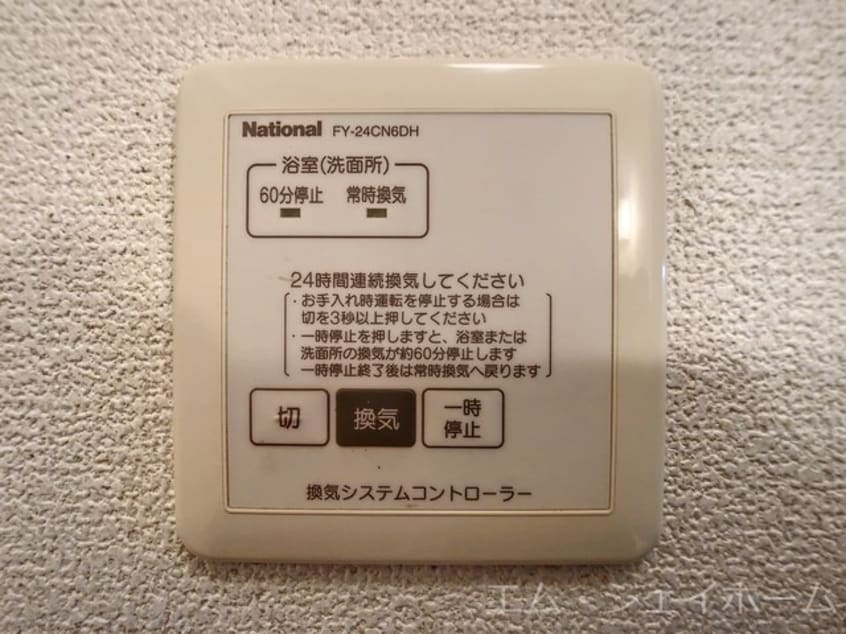 National FY-24CN6DH
浴室(洗面所)
60分停止 常時換気
24時間連続換気してください
・お手入れ時運転を停止する場合は
切を3秒以上押してください
・一時停止を押しますと、浴室または
洗面所の換気が約60分停止します
一時停止終了後は常時換気へ戻ります
切 換気 一時
停止
換気システムコントローラー
エム・ジェイホーム